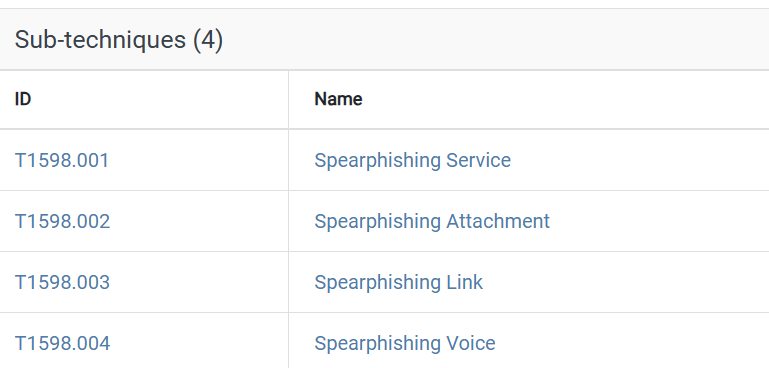 Sub-techniques (4)
ID Name
T1598.001 Spearphishing Service
T1598.002 Spearphishing Attachment
T1598.003 Spearphishing Link
T1598.004 Spearphishing Voice